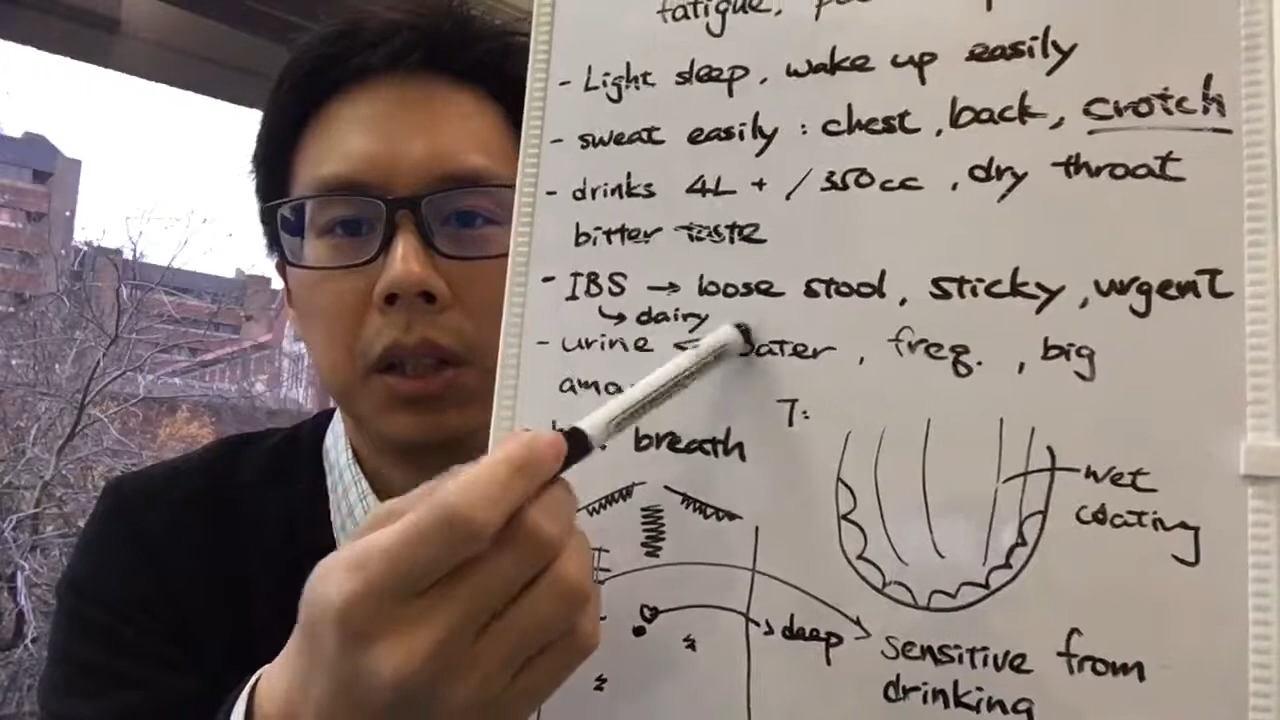 fatigue,
- Light sleep, wake up easily
- sweat easily : chest, back, crotch
- drinks 4L + / 350cc, dry throat
bitter taste
- IBS → loose stool, sticky, urgent
↳ dairy
- urine freq., big
breath
T:
wet
coating
→ deep
sensitive from
drinking